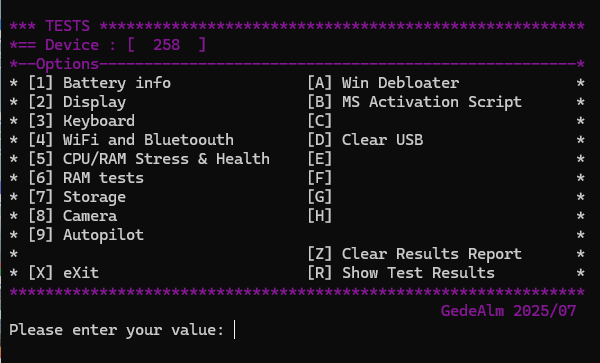 *** TESTS ******************************************************
*== Device : [  258  ]
*--Options-----------------------------------------------------*
* [1] Battery info               [A] Win Debloater             *
* [2] Display                    [B] MS Activation Script      *
* [3] Keyboard                   [C]                           *
* [4] WiFi and Bluetoouth        [D] Clear USB                 *
* [5] CPU/RAM Stress & Health    [E]                           *
* [6] RAM tests                  [F]                           *
* [7] Storage                    [G]                           *
* [8] Camera                     [H]                           *
* [9] Autopilot                                                *
*                                [Z] Clear Results Report      *
* [X] eXit                       [R] Show Test Results         *
****************************************************************
GedeAlm 2025/07
Please enter your value: